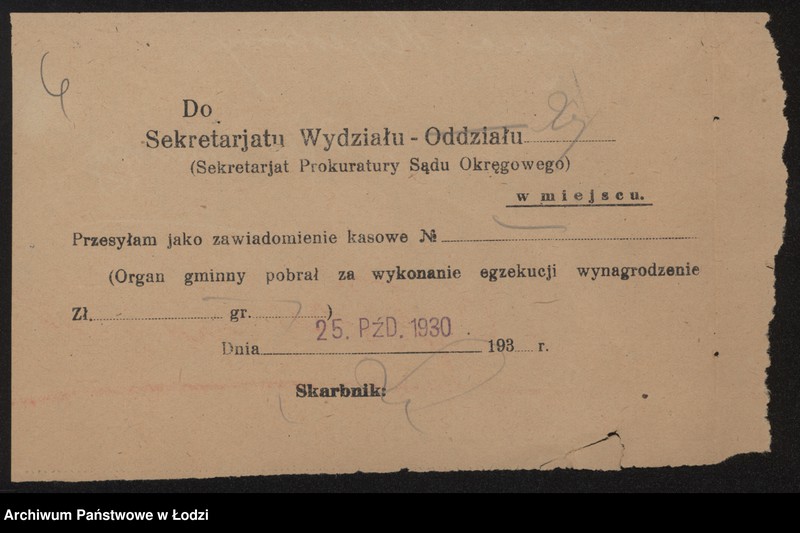 Do
Sekretarjatu Wydziału - Oddziału
(Sekretarjat Prokuratury Sądu Okręgowego)
w miejscu.
Przesyłam jako zawiadomienie kasowe №
(Organ gminny pobrał za wykonanie egzekucji wynagrodzenie
Zł. gr. )
25. PŹD. 1930.
Dnia 193 r.
Skarbnik:
Archiwum Państwowe w Łodzi